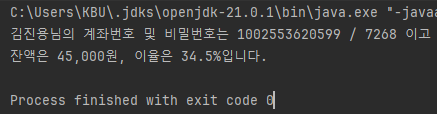 C:\Users\KBU\.jdks\openjdk-21.0.1\bin\java.exe "-javaa
김진용님의 계좌번호 및 비밀번호는 1002553620599 / 7268 이고
잔액은 45,000원, 이율은 34.5%입니다.
Process finished with exit code 0